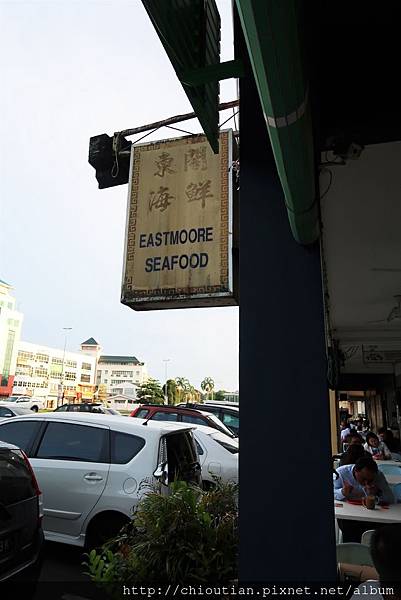 東閣
海鮮
EASTMOORE
SEAFOOD
http://chioutian.pixnet.net/album